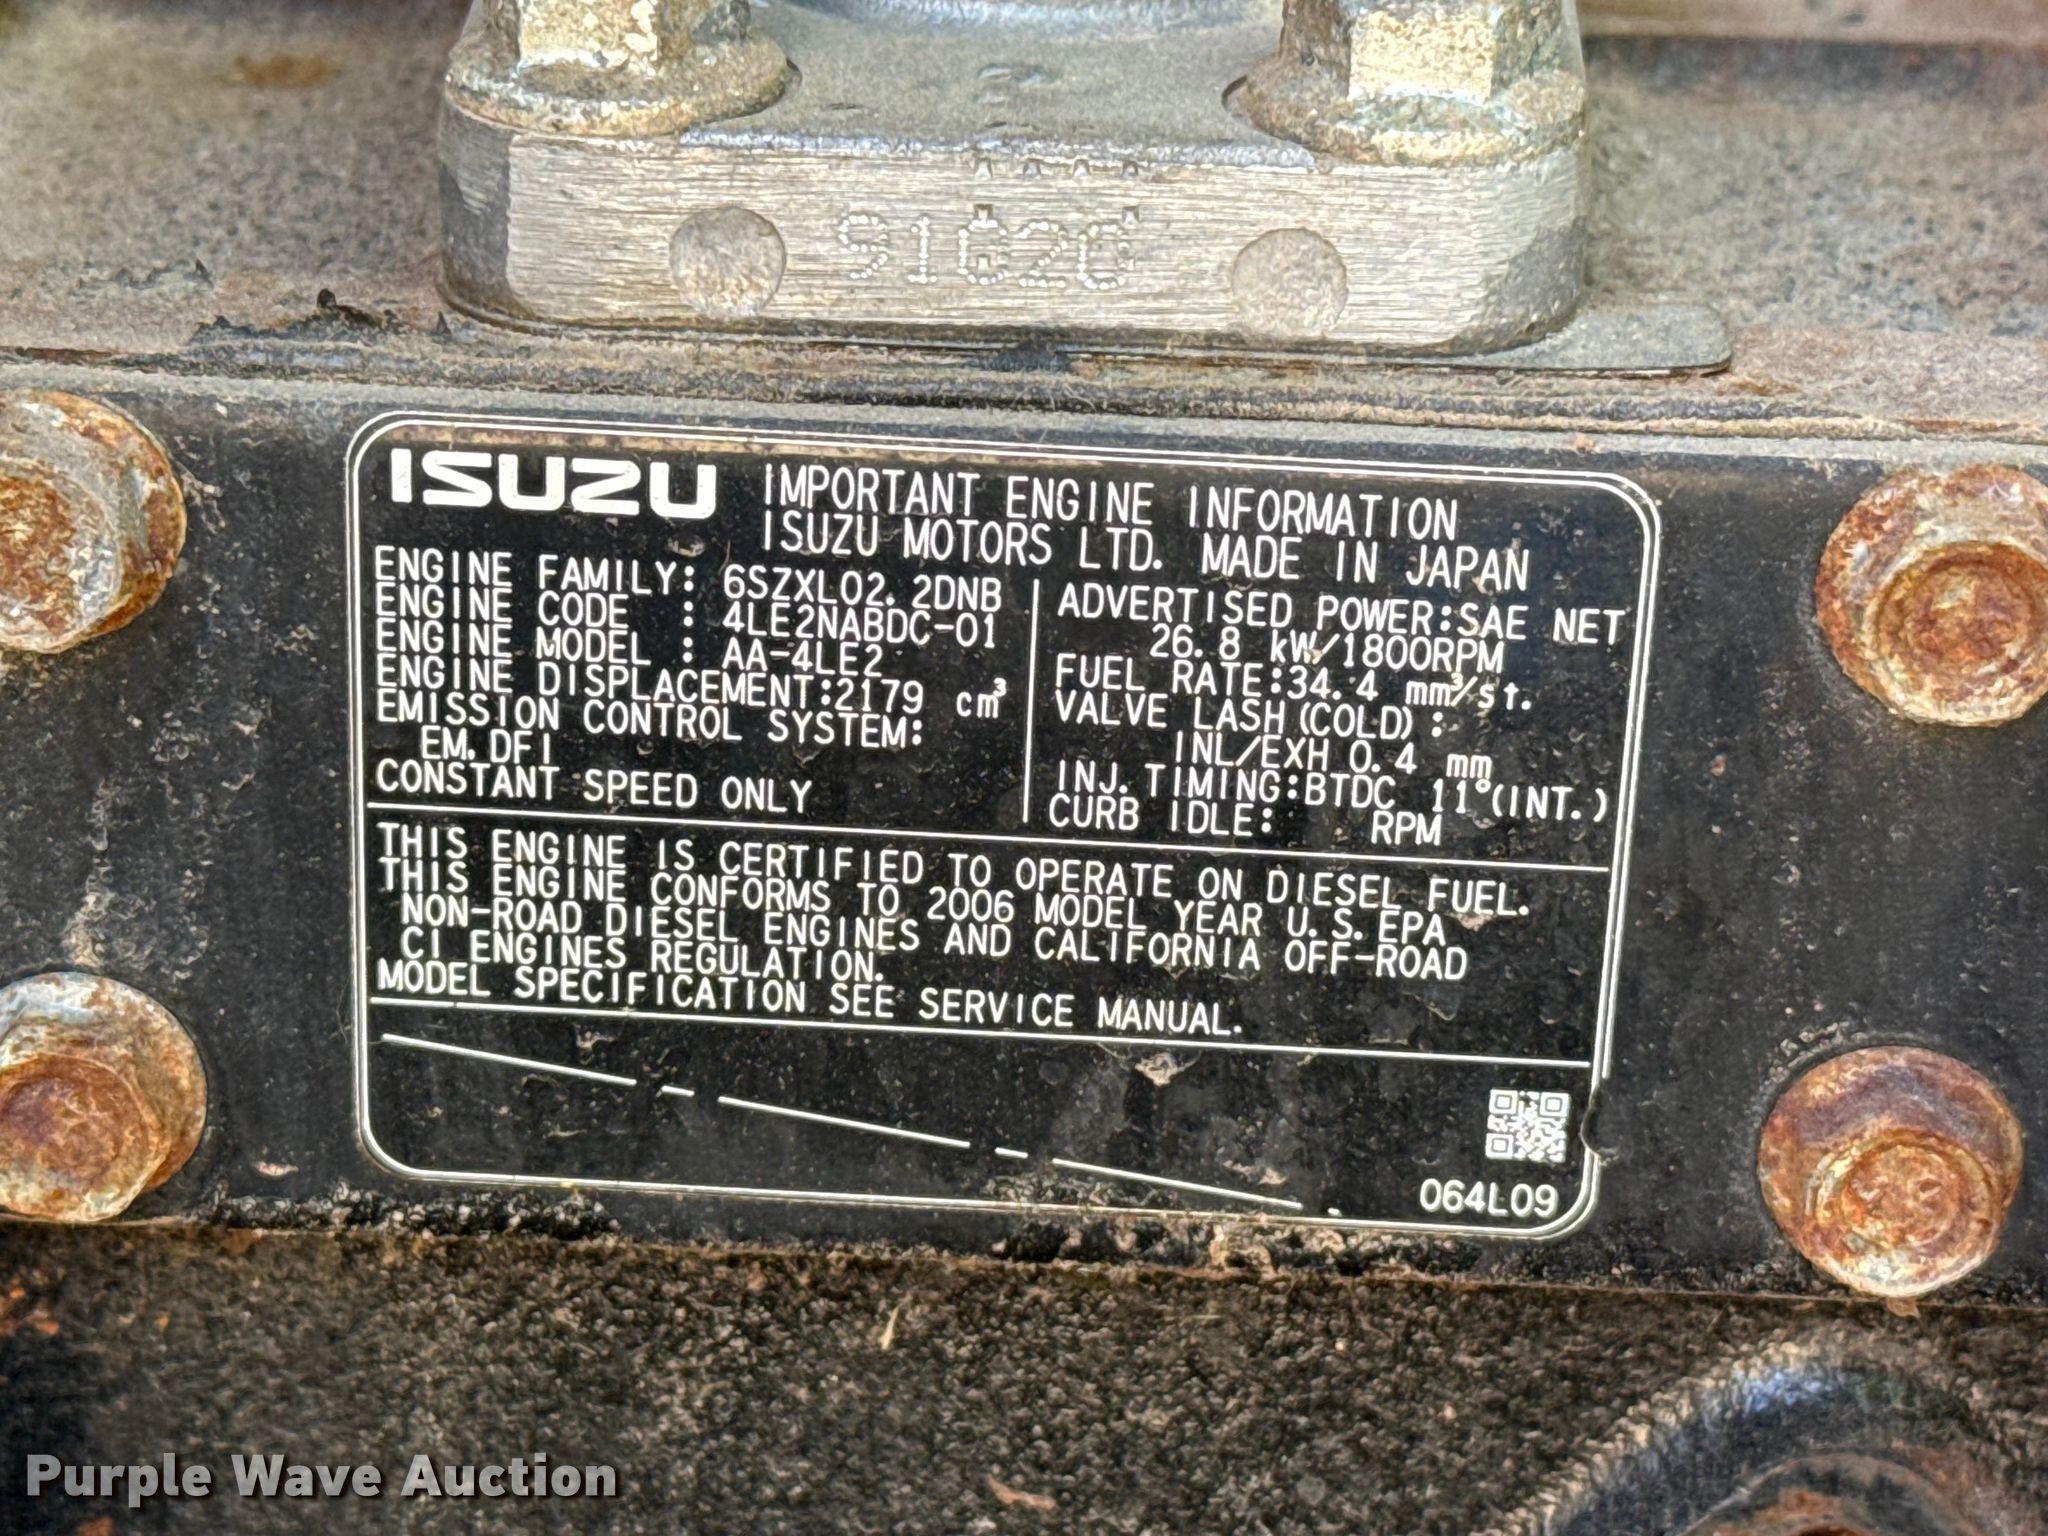 ISUZU IMPORTANT ENGINE INFORMATION
ISUZU MOTORS LTD. MADE IN JAPAN
ENGINE FAMILY: 6SZXL02.2DNB
ENGINE CODE : 4LE2NABDC-01
ENGINE MODEL : AA-4LE2
ENGINE DISPLACEMENT:2179 cm³
EMISSION CONTROL SYSTEM:
EM, DFI
CONSTANT SPEED ONLY
ADVERTISED POWER:SAE NET
26.8 kW/1800RPM
FUEL RATE:34.4 mm³/st.
VALVE LASH(COLD):
INL/EXH 0.4 mm
INJ. TIMING:BTDC 11°(INT.)
CURB IDLE: RPM
THIS ENGINE IS CERTIFIED TO OPERATE ON DIESEL FUEL.
THIS ENGINE CONFORMS TO 2006 MODEL YEAR U.S.EPA
NON-ROAD DIESEL ENGINES AND CALIFORNIA OFF-ROAD
CI ENGINES REGULATION.
MODEL SPECIFICATION SEE SERVICE MANUAL.
064L09
Purple Wave Auction